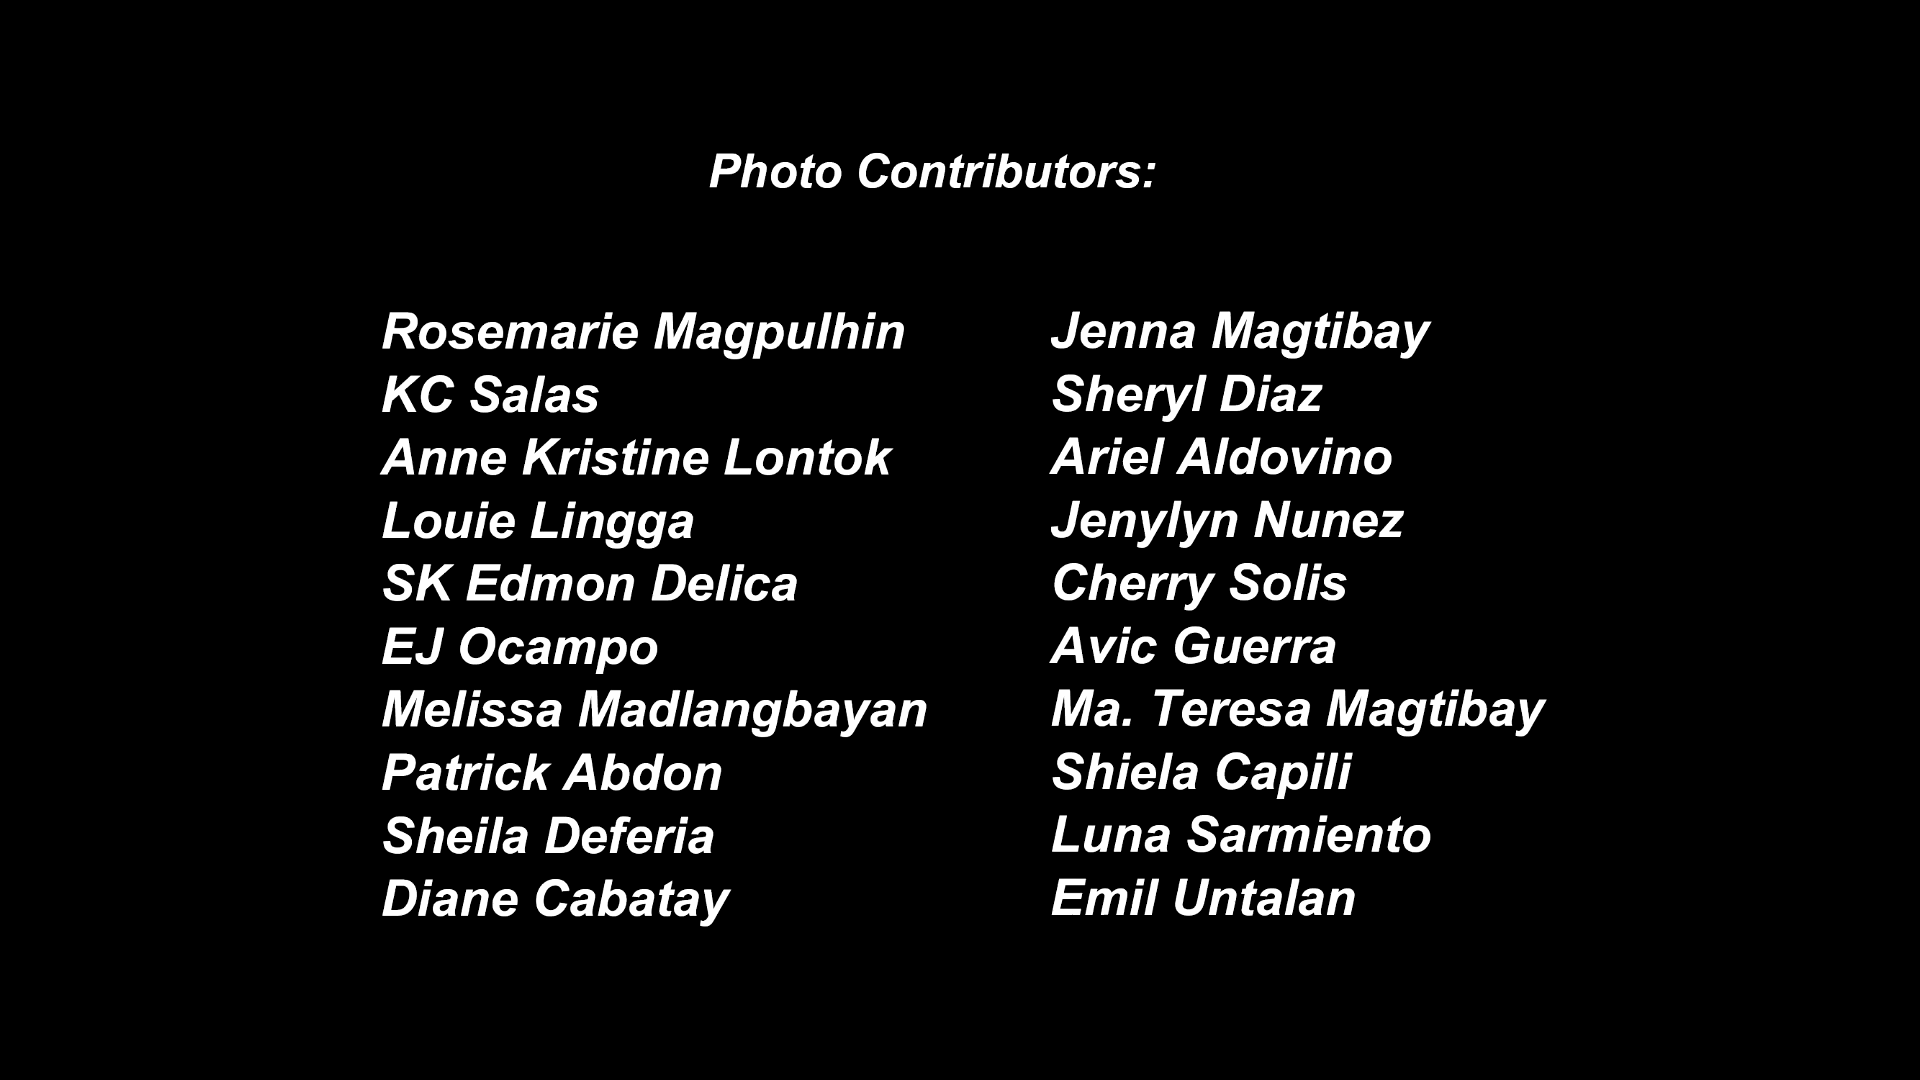 Photo Contributors:
Rosemarie Magpulhin
KC Salas
Anne Kristine Lontok
Louie Lingga
SK Edmon Delica
EJ Ocampo
Melissa Madlangbayan
Patrick Abdon
Sheila Deferia
Diane Cabatay
Jenna Magtibay
Sheryl Diaz
Ariel Aldovino
Jenylyn Nunez
Cherry Solis
Avic Guerra
Ma. Teresa Magtibay
Shiela Capili
Luna Sarmiento
Emil Untalan